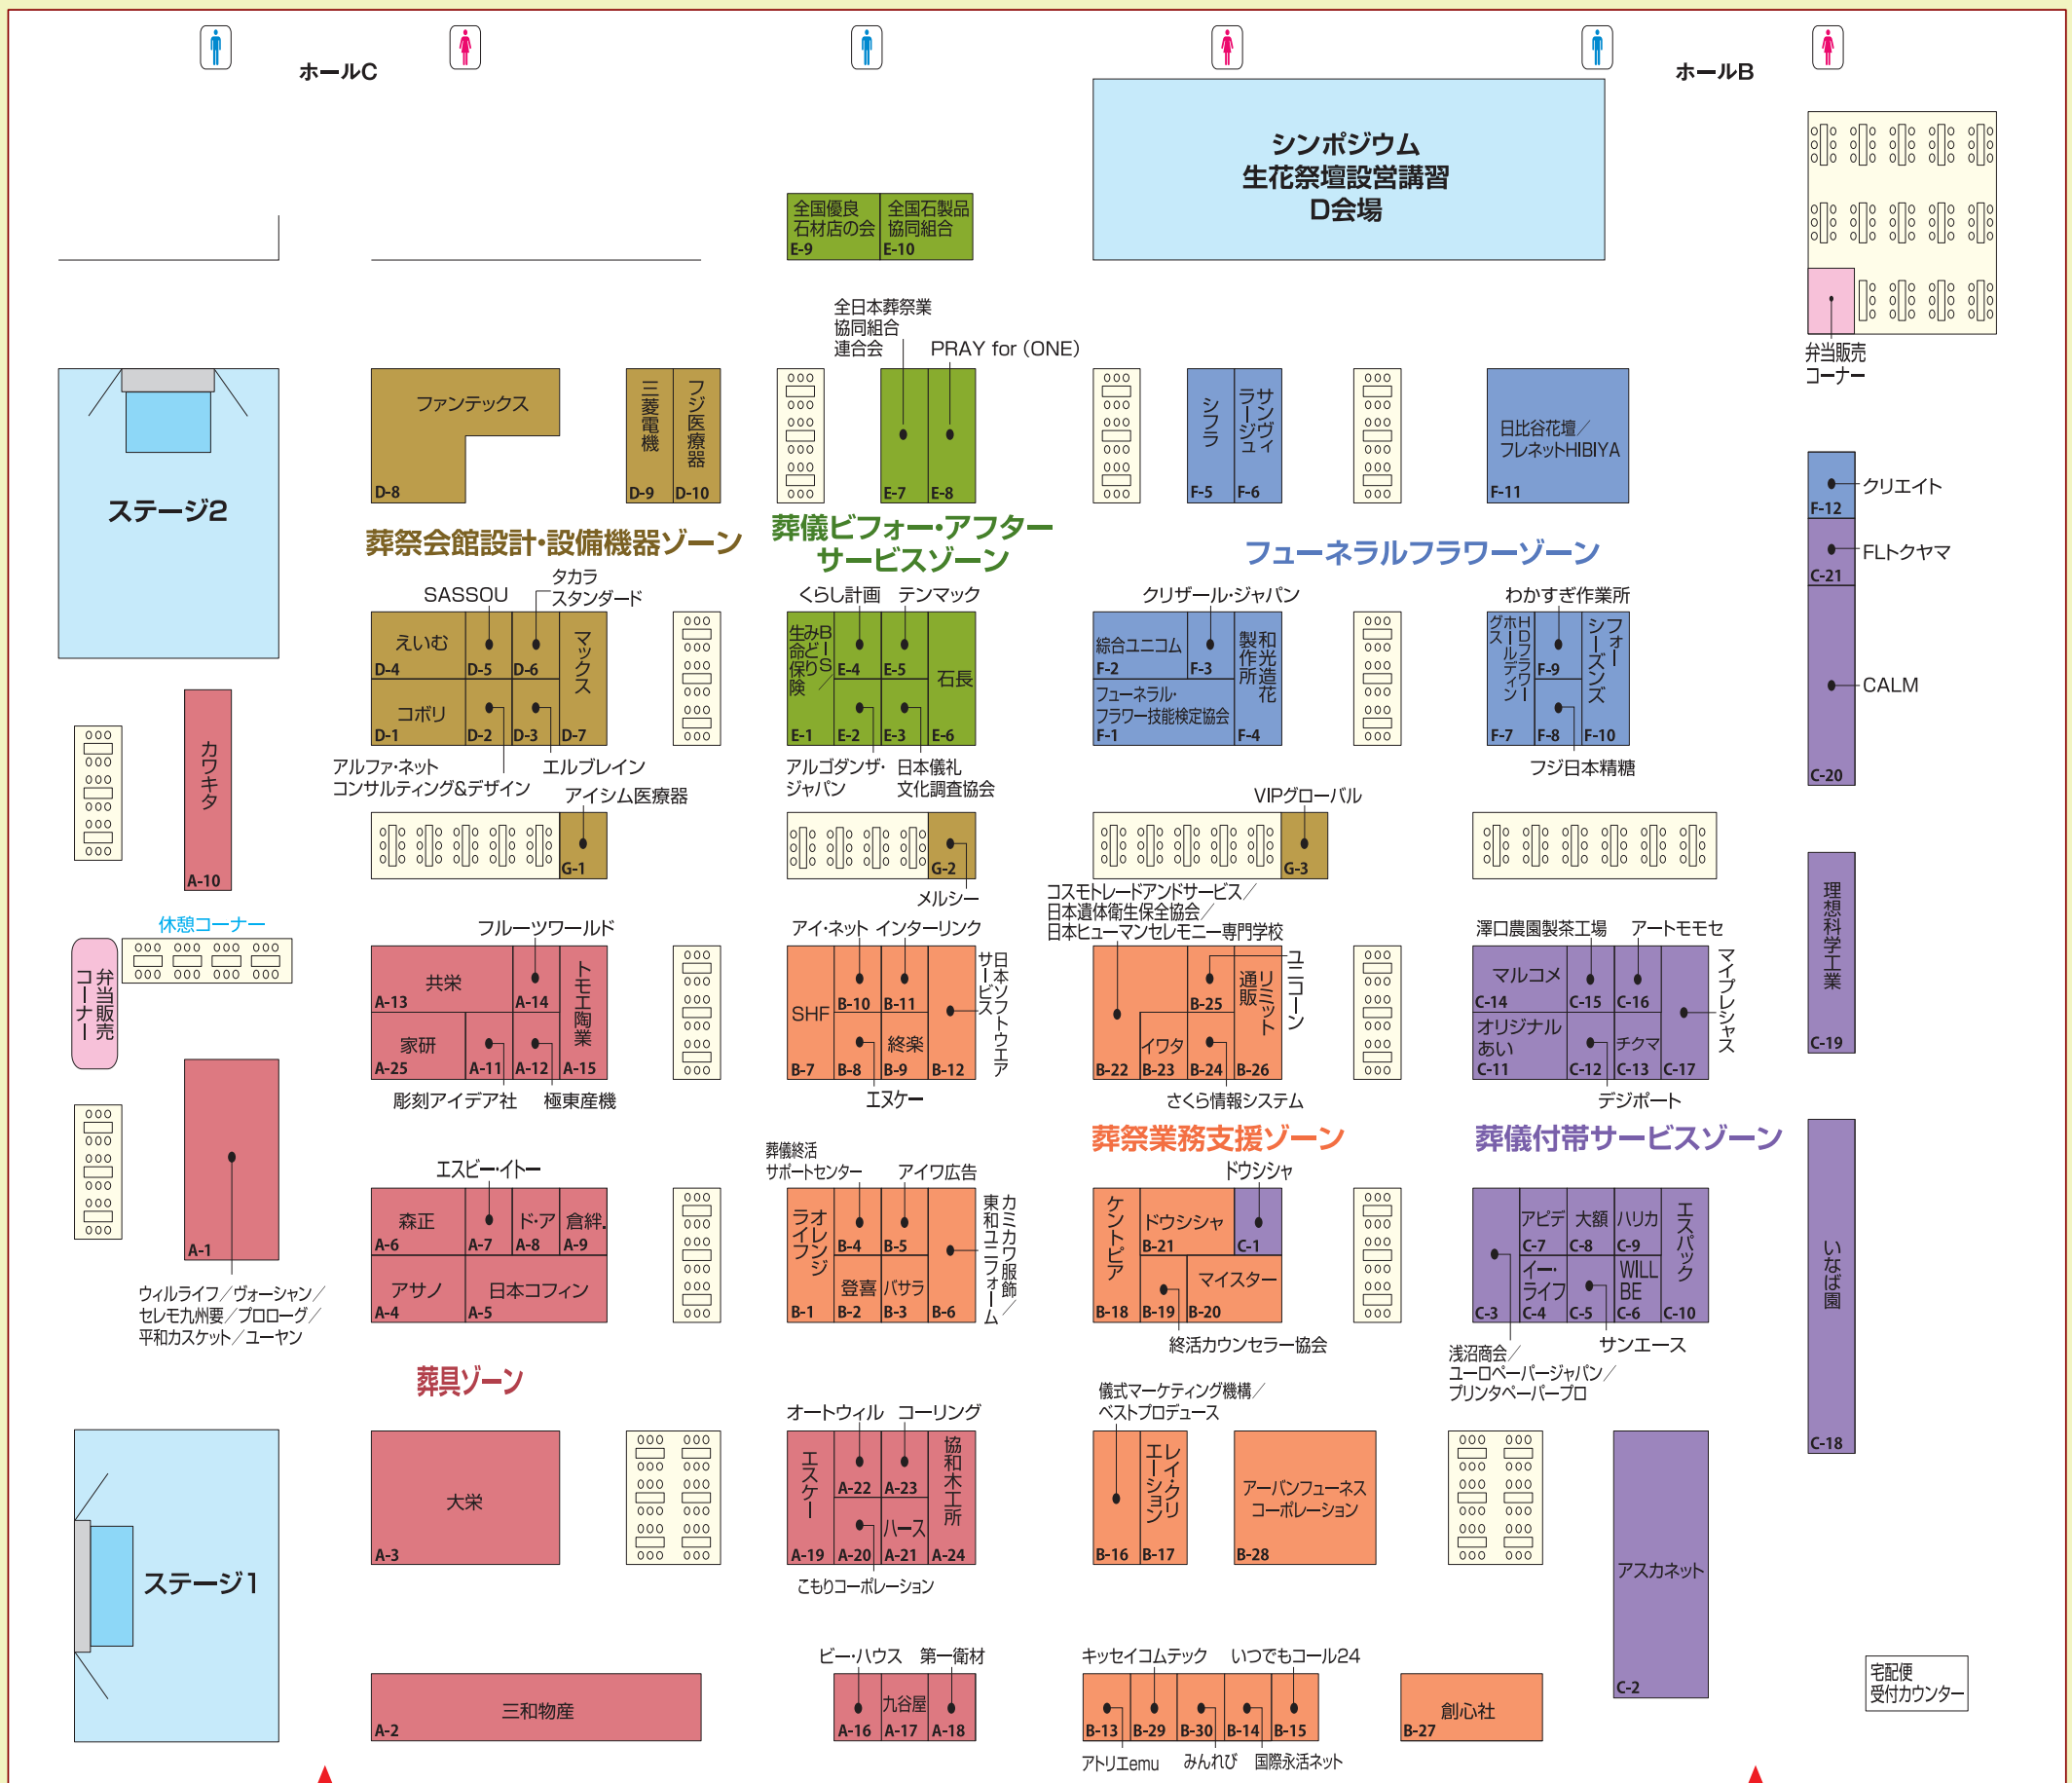 ホールC
ホールB
シンポジウム
生花祭壇設営講習
D会場
全国優良
石材店の会
E-9
全国石製品
協同組合
E-10
全日本葬祭業
協同組合
連合会
PRAY for（ONE）
弁当販売
コーナー
ステージ2
ファンテックス
D-8
三菱電機
D-9
フジ医療器
D-10
E-7
E-8
シフラ
F-5
サンヴィ
ラージュ
F-6
日比谷花壇／
フレネットHIBIYA
F-11
F-12
クリエイト
C-21
FLトクヤマ
CALM
C-20
葬祭会館設計・設備機器ゾーン
葬儀ビフォー・アフター
サービスゾーン
フューネラルフラワーゾーン
SASSOU
タカラ
スタンダード
えいむ
D-4
D-5
D-6
マックス
D-7
コボリ
D-1
D-2
D-3
アルファ・ネット
コンサルティング&デザイン
エルブレイン
くらし計画
テンマック
BIS／
みどり
生命保険
E-1
E-4
E-5
E-2
E-3
石長
E-6
アルゴダンザ・
ジャパン
日本儀礼
文化調査協会
クリザール・ジャパン
綜合ユニコム
F-2
F-3
和光造花
製作所
F-4
フューネラル・
フラワー技能検定協会
F-1
わかすぎ作業所
HDフラワー
ホールディン
グス
F-7
F-9
F-8
フォー
シーズンズ
F-10
フジ日本精糖
カワキタ
A-10
アイシム医療器
G-1
G-2
メルシー
VIPグローバル
G-3
休憩コーナー
弁当販売
コーナー
フルーツワールド
共栄
A-13
A-14
トモエ陶業
A-15
家研
A-25
A-11
A-12
彫刻アイデア社
極東産機
アイ・ネット
インターリンク
SHF
B-7
B-10
B-11
B-8
終楽
B-9
B-12
日本ソフトウエア
サービス
エヌケー
コスモトレードアンドサービス／
日本遺体衛生保全協会／
日本ヒューマンセレモニー専門学校
B-22
B-25
ユニコーン
イワタ
B-23
B-24
リミット
通販
B-26
さくら情報システム
澤口農園製茶工場
アートモモセ
マルコメ
C-14
C-15
C-16
マイプレシャス
オリジナル
あい
C-11
C-12
チクマ
C-13
C-17
デジポート
理想科学工業
C-19
葬祭業務支援ゾーン
葬儀付帯サービスゾーン
A-1
ウィルライフ／ヴォーシャン／
セレモ九州要／プロローグ／
平和カスケット／ユーヤン
エスビー・イトー
森正
A-6
A-7
ド・ア
A-8
倉絆.
A-9
アサノ
A-4
日本コフィン
A-5
葬儀終活
サポートセンター
アイワ広告
オレンジ
ライフ
B-1
B-4
B-5
登喜
B-2
バサラ
B-3
B-6
カミカワ服飾／
東和ユニフォーム
ドウシシャ
ケントピア
B-18
ドウシシャ
B-21
C-1
B-19
マイスター
B-20
終活カウンセラー協会
C-3
アピデ
C-7
大額
C-8
ハリカ
C-9
エスパック
C-10
イー・
ライフ
C-4
C-5
WILL
BE
C-6
サンエース
浅沼商会／
ユーロペーパージャパン／
プリンタペーパープロ
いなば園
C-18
葬具ゾーン
ステージ1
大栄
A-3
オートウィル
コーリング
エスケー
A-19
A-22
A-23
A-20
ハース
A-21
協和木工所
A-24
こもりコーポレーション
儀式マーケティング機構／
ベストプロデュース
B-16
レイ・クリ
エーション
B-17
アーバンフューネス
コーポレーション
B-28
アスカネット
C-2
三和物産
A-2
ビー・ハウス
第一衛材
A-16
九谷屋
A-17
A-18
キッセイコムテック
いつでもコール24
B-13
B-29
B-30
B-14
B-15
アトリエemu
みんれび
国際永活ネット
創心社
B-27
宅配便
受付カウンター